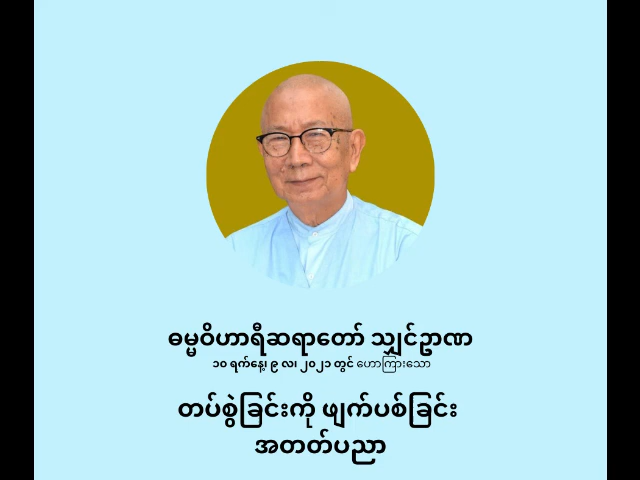 ဓမ္မဝိဟာရီဆရာတော် သျှင်ဥာဏ
၁၀ ရက်နေ့၊ ၉ လ၊ ၂၀၂၁ တွင် ဟောကြားသော
တပ်စွဲခြင်းကို ဖျက်ပစ်ခြင်း
အတတ်ပညာ